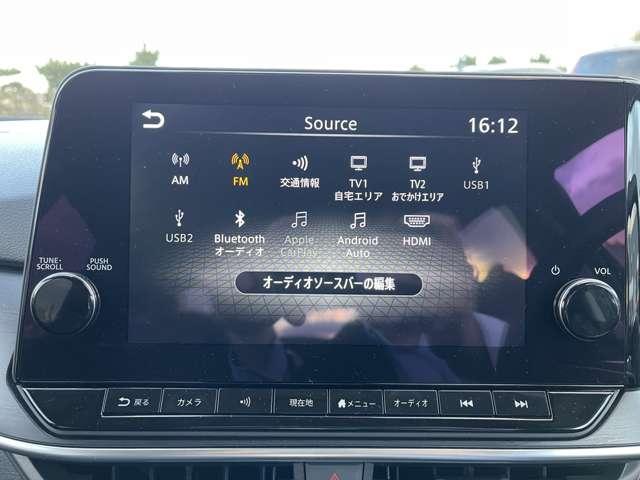 Source
16:12
AM
FM
交通情報
TV1
自宅エリア
TV2
おでかけエリア
USB1
USB2
Bluetooth
オーディオ
Apple
CarPlay
Android
Auto
HDMI
オーディオソースバーの編集
TUNE・
SCROLL
PUSH
SOUND
VOL
戻る
カメラ
現在地
メニュー
オーディオ